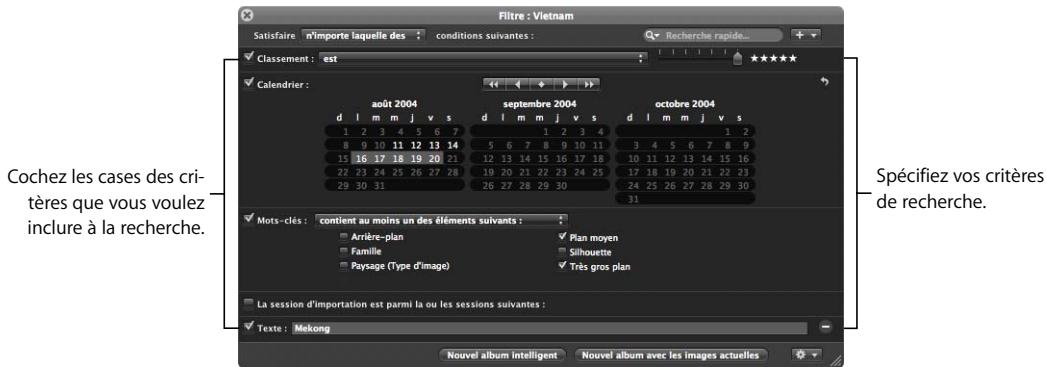 Filtre : Vietnam
Satisfaire n'importe laquelle des conditions suivantes : Recherche rapide...
Classement : est ★★★★★
Calendrier :
août 2004 septembre 2004 octobre 2004
d l m m j v s d l m m j v s d l m m j v s
1 2 3 4 5 6 7 1 2 3 4 1 2
8 9 10 11 12 13 14 5 6 7 8 9 10 11 3 4 5 6 7 8 9
15 16 17 18 19 20 21 12 13 14 15 16 17 18 10 11 12 13 14 15 16
22 23 24 25 26 27 28 19 20 21 22 23 24 25 17 18 19 20 21 22 23
29 30 31 26 27 28 29 30 24 25 26 27 28 29 30
31
Mots-clés : contient au moins un des éléments suivants :
Arrière-plan Plan moyen
Famille Silhouette
Paysage (Type d'image) Très gros plan
La session d'importation est parmi la ou les sessions suivantes :
Texte : Mekong
Nouvel album intelligent Nouvel album avec les images actuelles
Cochez les cases des cri-
tères que vous voulez
inclure à la recherche.
Spécifiez vos critères
de recherche.